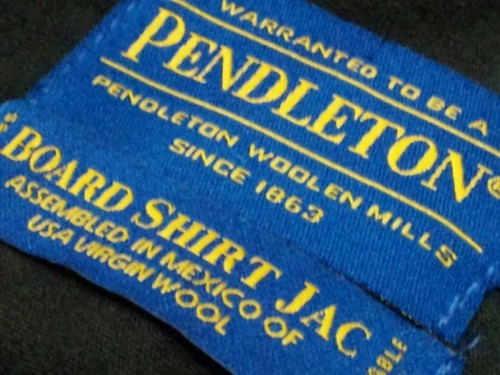 WARRANTED TO BE A
PENDLETON®
PENDLETON WOOLEN MILLS
SINCE 1863
BOARD SHIRT JAC
ASSEMBLED IN MEXICO OF
USA VIRGIN WOOL